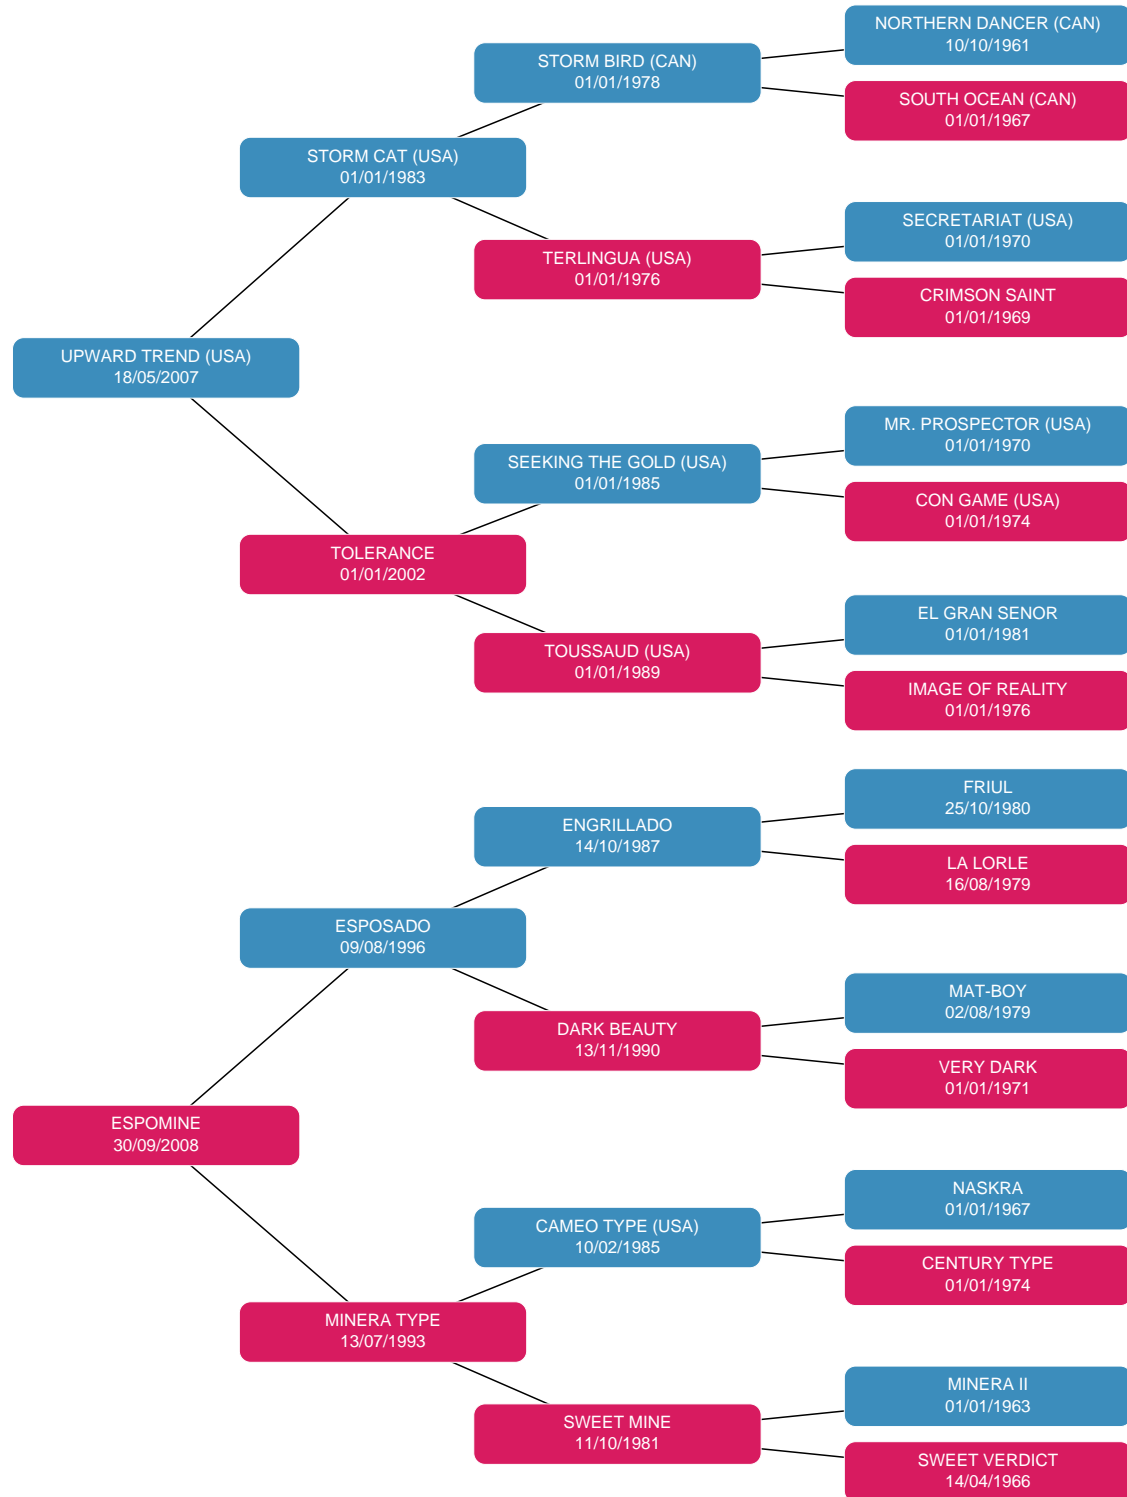 NORTHERN DANCER (CAN)
10/10/1961
STORM BIRD (CAN)
01/01/1978
SOUTH OCEAN (CAN)
01/01/1967
STORM CAT (USA)
01/01/1983
SECRETARIAT (USA)
01/01/1970
TERLINGUA (USA)
01/01/1976
CRIMSON SAINT
01/01/1969
UPWARD TREND (USA)
18/05/2007
MR. PROSPECTOR (USA)
01/01/1970
SEEKING THE GOLD (USA)
01/01/1985
CON GAME (USA)
01/01/1974
TOLERANCE
01/01/2002
EL GRAN SENOR
01/01/1981
TOUSSAUD (USA)
01/01/1989
IMAGE OF REALITY
01/01/1976
FRIUL
25/10/1980
ENGRILLADO
14/10/1987
LA LORLE
16/08/1979
ESPOSADO
09/08/1996
MAT-BOY
02/08/1979
DARK BEAUTY
13/11/1990
VERY DARK
01/01/1971
ESPOMINE
30/09/2008
NASKRA
01/01/1967
CAMEO TYPE (USA)
10/02/1985
CENTURY TYPE
01/01/1974
MINERA TYPE
13/07/1993
MINERA II
01/01/1963
SWEET MINE
11/10/1981
SWEET VERDICT
14/04/1966